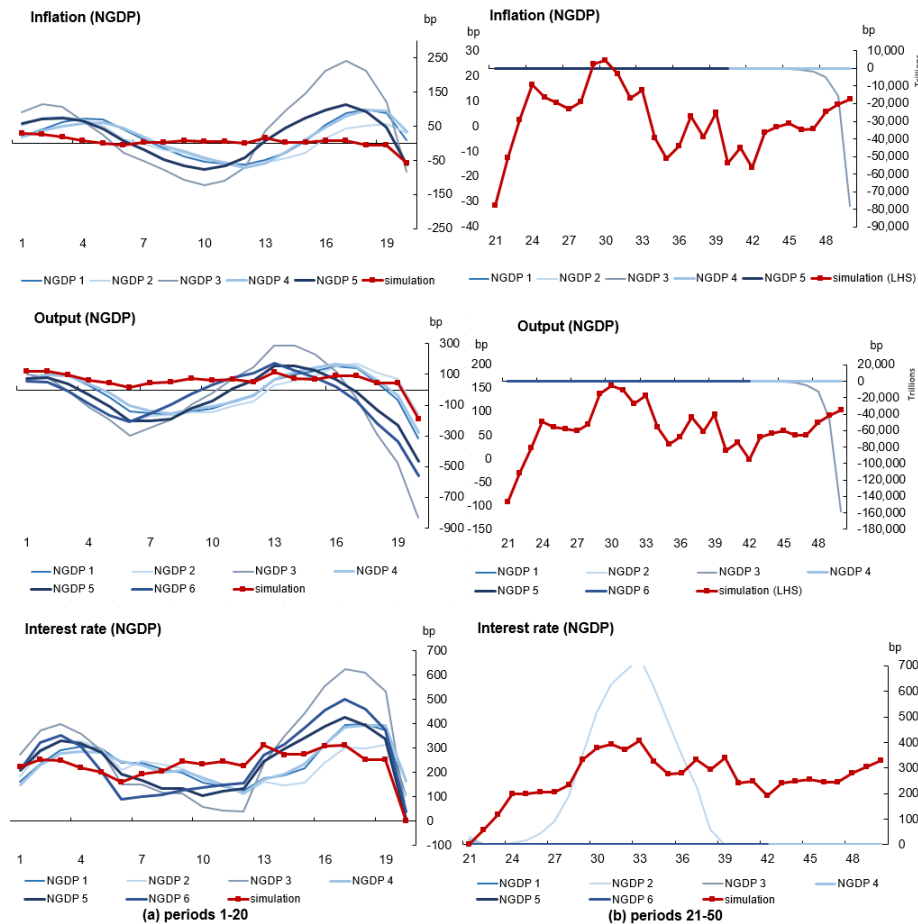 Inflation (NGDP)
bp
250
150
50
-50
-150
-250
1 4 7 10 13 16 19
NGDP 1 NGDP 2 NGDP 3 NGDP 4 NGDP 5 simulation
Inflation (NGDP)
bp
bp
30
20
10
0
-10
-20
-30
-40
10,000
0
-10,000
-20,000
-30,000
-40,000
-50,000
-60,000
-70,000
-80,000
-90,000
Trillions
21 24 27 30 33 36 39 42 45 48
NGDP 1 NGDP 2 NGDP 3 NGDP 4 NGDP 5 simulation (LHS)
Output (NGDP)
bp
300
100
-100
-300
-500
-700
-900
1 4 7 10 13 16 19
NGDP 1 NGDP 2 NGDP 3 NGDP 4
NGDP 5 NGDP 6 simulation
Output (NGDP)
bp
bp
200
150
100
50
0
-50
-100
-150
20,000
0
-20,000
-40,000
-60,000
-80,000
-100,000
-120,000
-140,000
-160,000
-180,000
Trillions
21 24 27 30 33 36 39 42 45 48
NGDP 1 NGDP 2 NGDP 3 NGDP 4
NGDP 5 NGDP 6 simulation (LHS)
Interest rate (NGDP)
bp
700
600
500
400
300
200
100
0
-100
1 4 7 10 13 16 19
NGDP 1 NGDP 2 NGDP 3 NGDP 4
NGDP 5 NGDP 6 simulation
(a) periods 1-20
Interest rate (NGDP)
bp
700
600
500
400
300
200
100
0
21 24 27 30 33 36 39 42 45 48
NGDP 1 NGDP 2 NGDP 3 NGDP 4
NGDP 5 NGDP 6 simulation
(b) periods 21-50